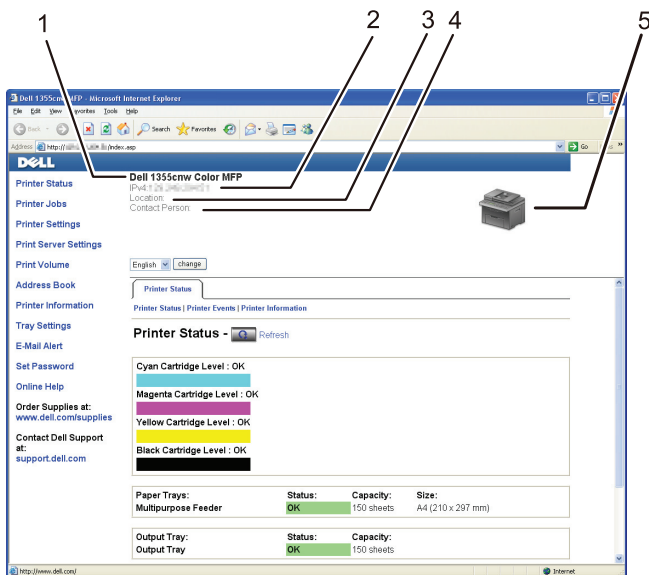 1 2 3 4 5
Dell 1355cnw MFP - Microsoft Internet Explorer
File Edit View Favorites Tools Help
Back Search Favorites
Address http:// /index.asp Go
DELL
Dell 1355cnw Color MFP
IPv4:
Location:
Contact Person:
Printer Status
Printer Jobs
Printer Settings
Print Server Settings
Print Volume
Address Book
Printer Information
Tray Settings
E-Mail Alert
Set Password
Online Help
Order Supplies at:
www.dell.com/supplies
Contact Dell Support
at:
support.dell.com
English change
Printer Status
Printer Status | Printer Events | Printer Information
Printer Status - Refresh
Cyan Cartridge Level : OK
Magenta Cartridge Level : OK
Yellow Cartridge Level : OK
Black Cartridge Level : OK
Paper Trays: Status: Capacity: Size:
Multipurpose Feeder OK 150 sheets A4 (210 x 297 mm)
Output Tray: Status: Capacity:
Output Tray OK 150 sheets
http://www.dell.com/ Internet